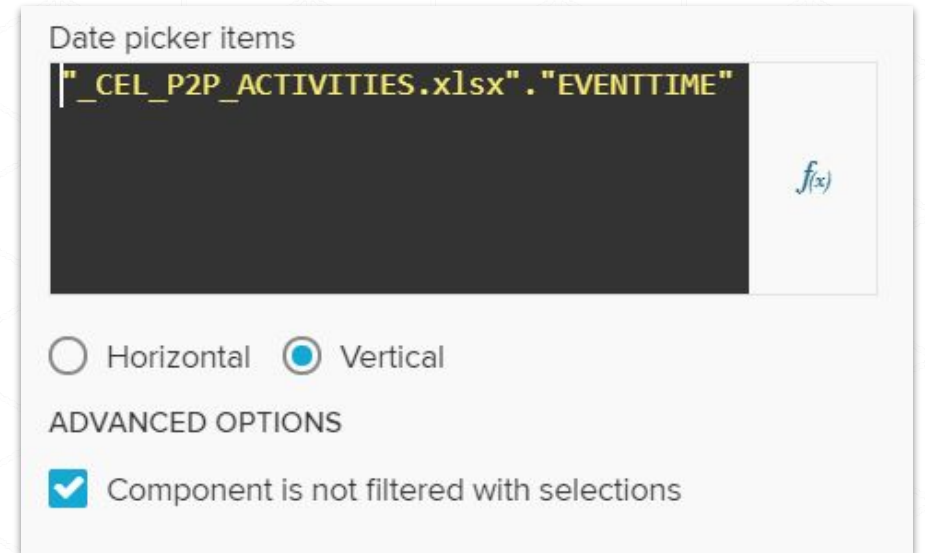 Date picker items
"_CEL_P2P_ACTIVITIES.xlsx"."EVENTTIME"
f(x)
Horizontal Vertical
ADVANCED OPTIONS
Component is not filtered with selections